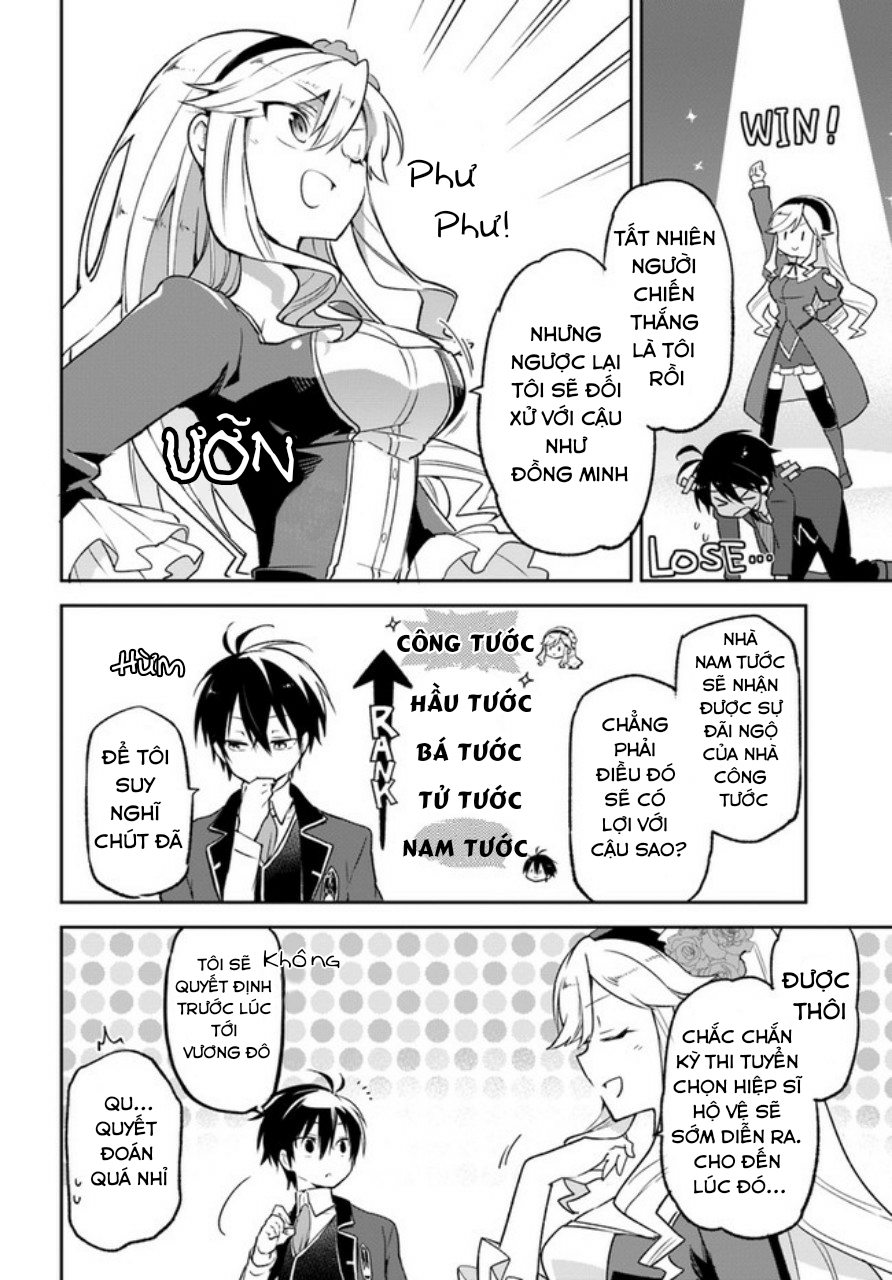 WIN!
LOSE...
TẤT NHIÊN
NGƯỜI
CHIẾN
THẮNG
LÀ TÔI
RỒI
NHƯNG
NGƯỢC LẠI
TÔI SẼ ĐỐI
XỬ VỚI CẬU
NHƯ
ĐỒNG MINH
Phư
Phư!
ƯỠN
NHÀ
NAM TƯỚC
SẼ NHẬN
ĐƯỢC SỰ
ĐÃI NGỘ
CỦA NHÀ
CÔNG
TƯỚC
CHẲNG
PHẢI
ĐIỀU ĐÓ
SẼ CÓ
LỢI VỚI
CẬU SAO?
CÔNG TƯỚC
HẦU TƯỚC
BÁ TƯỚC
TỬ TƯỚC
NAM TƯỚC
RANK
Hừm
ĐỂ TÔI
SUY
NGHĨ
CHÚT ĐÃ
ĐƯỢC
THÔI
CHẮC CHẮN
KỲ THI TUYỂN
CHỌN HIỆP SĨ
HỘ VỆ SẼ
SỚM DIỄN RA.
CHO ĐẾN
LÚC ĐÓ...
Không
TÔI SẼ
QUYẾT ĐỊNH
TRƯỚC LÚC
TỚI
VƯƠNG ĐÔ
QU...
QUYẾT
ĐOÁN
QUÁ NHỈ